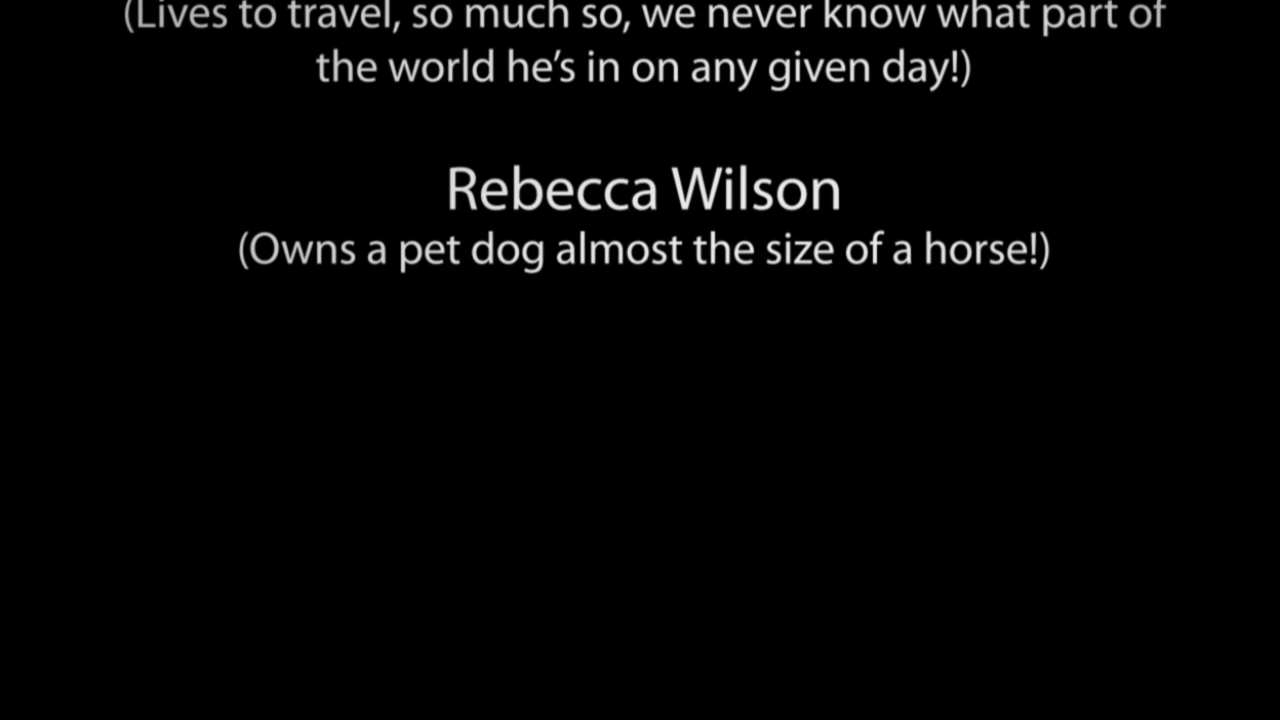 (Lives to travel, so much so, we never know what part of
the world he's in on any given day!)
Rebecca Wilson
(Owns a pet dog almost the size of a horse!)